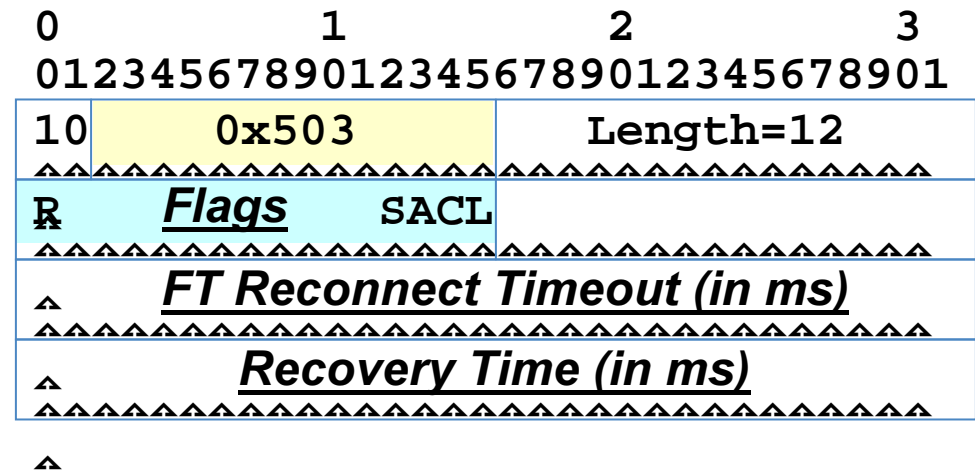 0 1 2 3
01234567890123456789012345678901
10 0x503 Length=12
R Flags SACL
FT Reconnect Timeout (in ms)
Recovery Time (in ms)